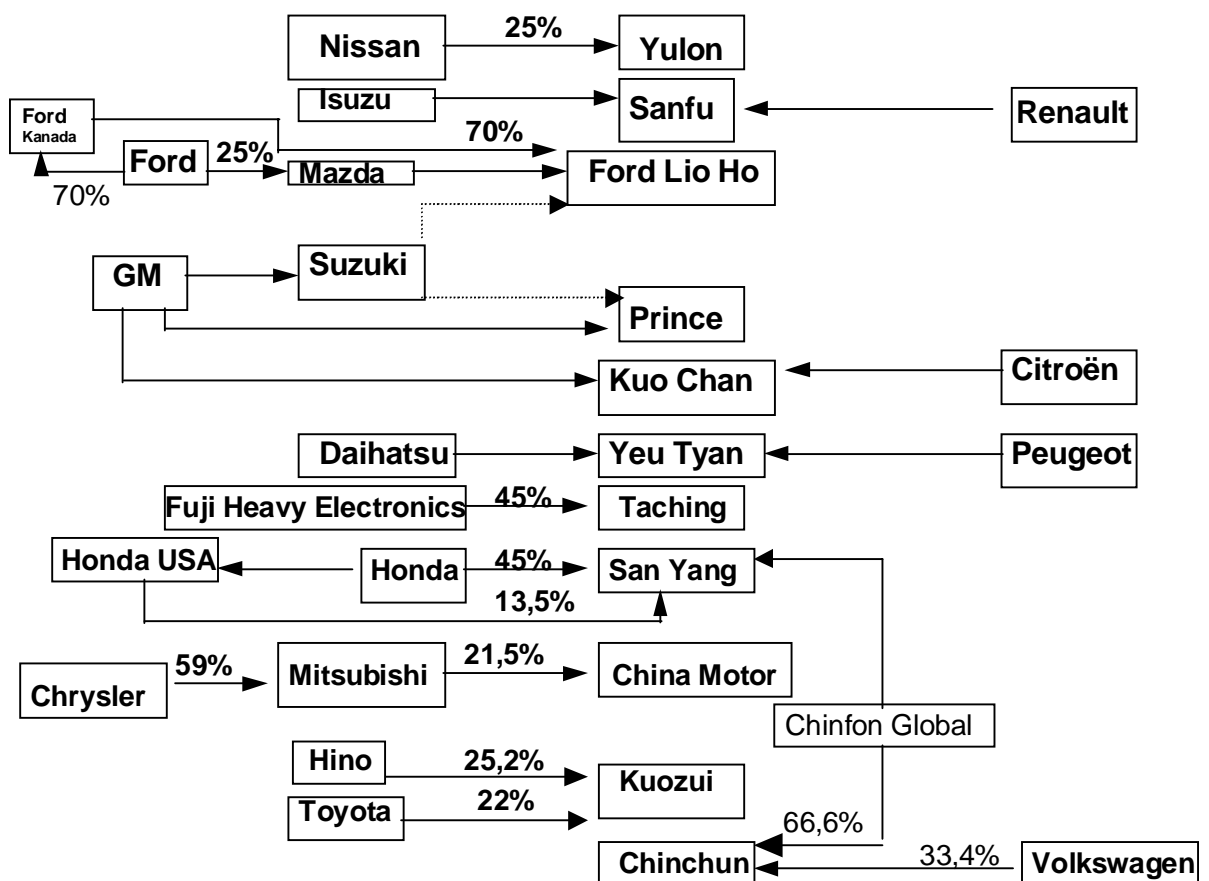 Nissan
25%
Yulon
Isuzu
Sanfu
Renault
Ford
Kanada
70%
Ford
25%
Mazda
Ford Lio Ho
70%
GM
Suzuki
Prince
Kuo Chan
Citroën
Daihatsu
Yeu Tyan
Peugeot
Fuji Heavy Electronics
45%
Taching
Honda USA
Honda
45%
San Yang
13,5%
Chrysler
59%
Mitsubishi
21,5%
China Motor
Chinfon Global
Hino
25,2%
Kuozui
Toyota
22%
66,6%
Chinchun
33,4%
Volkswagen